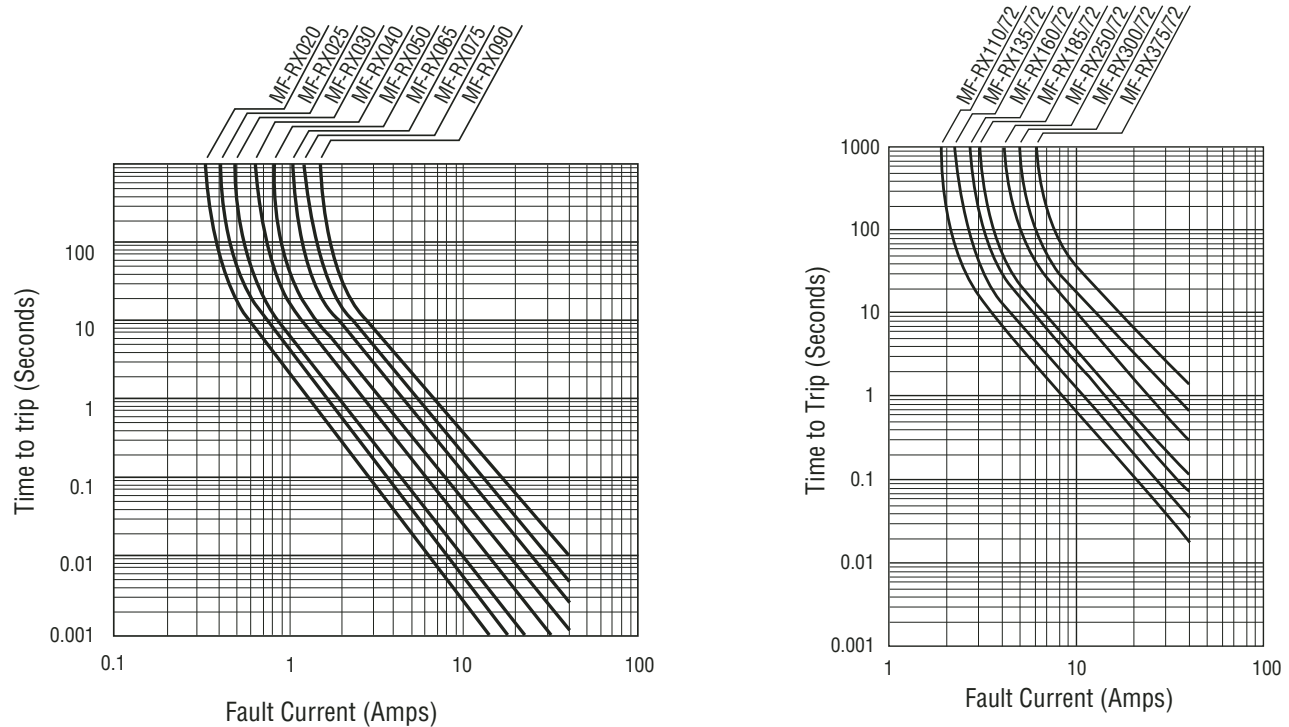 MF-RX020
MF-RX025
MF-RX030
MF-RX040
MF-RX050
MF-RX065
MF-RX075
MF-RX090
Time to trip (Seconds)
100
10
1
0.1
0.01
0.001
0.1
1
10
100
Fault Current (Amps)
MF-RX110/72
MF-RX135/72
MF-RX160/72
MF-RX185/72
MF-RX250/72
MF-RX300/72
MF-RX375/72
Time to Trip (Seconds)
1000
100
10
1
0.1
0.01
0.001
1
10
100
Fault Current (Amps)